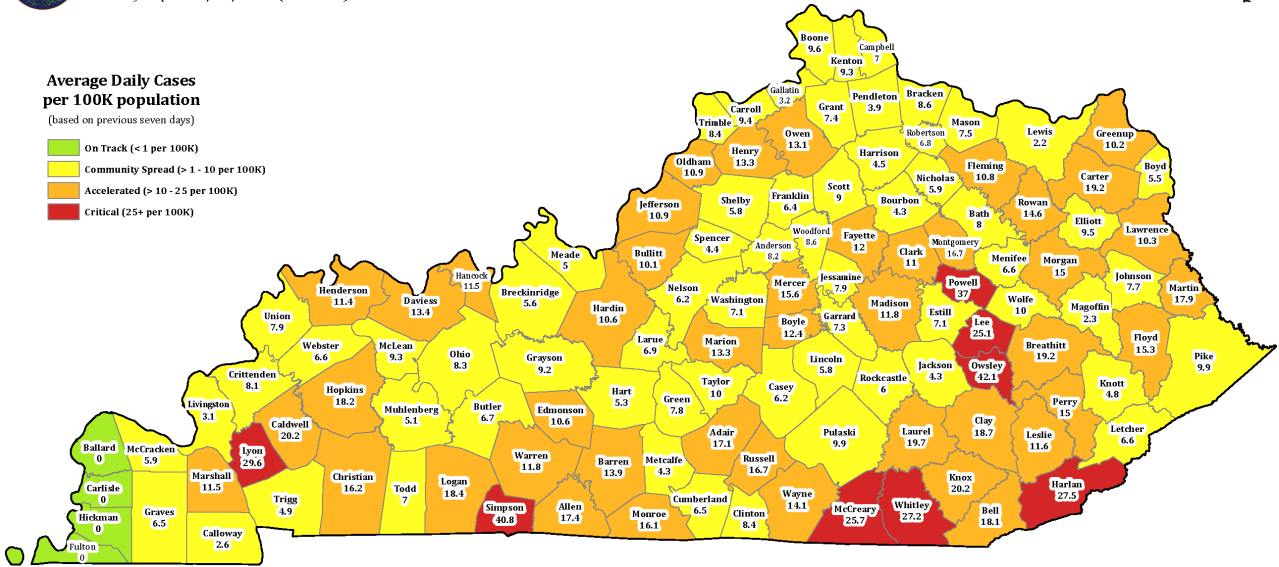 Average Daily Cases
per 100K population
(based on previous seven days)
On Track (< 1 per 100K)
Community Spread (> 1 - 10 per 100K)
Accelerated (> 10 - 25 per 100K)
Critical (25+ per 100K)
Boone
9.6
Kenton
9.3
Campbell
7
Gallatin
3.2
Carroll
9.4
Trimble
8.4
Grant
7.4
Pendleton
3.9
Bracken
8.6
Mason
7.5
Robertson
6.8
Lewis
2.2
Greenup
10.2
Boyd
5.5
Owen
13.1
Henry
13.3
Oldham
10.9
Harrison
4.5
Fleming
10.8
Carter
19.2
Nicholas
5.9
Scott
9
Bourbon
4.3
Rowan
14.6
Elliott
9.5
Lawrence
10.3
Jefferson
10.9
Shelby
5.8
Franklin
6.4
Bath
8
Woodford
8.6
Fayette
12
Spencer
4.4
Anderson
8.2
Montgomery
16.7
Clark
11
Menifee
6.6
Morgan
15
Johnson
7.7
Martin
17.9
Bullitt
10.1
Meade
5
Hancock
11.5
Breckinridge
5.6
Henderson
11.4
Daviess
13.4
Union
7.9
Nelson
6.2
Washington
7.1
Mercer
15.6
Jessamine
7.9
Powell
37
Wolfe
10
Magoffin
2.3
Madison
11.8
Estill
7.1
Lee
25.1
Garrard
7.3
Boyle
12.4
Hardin
10.6
Larue
6.9
Marion
13.3
Breathitt
19.2
Floyd
15.3
Pike
9.9
Webster
6.6
McLean
9.3
Ohio
8.3
Grayson
9.2
Lincoln
5.8
Jackson
4.3
Owsley
42.1
Rockcastle
6
Knott
4.8
Crittenden
8.1
Hopkins
18.2
Hart
5.3
Green
7.8
Taylor
10
Casey
6.2
Perry
15
Livingston
3.1
Muhlenberg
5.1
Butler
6.7
Edmonson
10.6
Caldwell
20.2
Pulaski
9.9
Laurel
19.7
Clay
18.7
Leslie
11.6
Letcher
6.6
Adair
17.1
Ballard
0
McCracken
5.9
Lyon
29.6
Warren
11.8
Barren
13.9
Metcalfe
4.3
Russell
16.7
Marshall
11.5
Christian
16.2
Todd
7
Logan
18.4
Knox
20.2
Harlan
27.5
Carlisle
0
Trigg
4.9
Simpson
40.8
Allen
17.4
Monroe
16.1
Cumberland
6.5
Clinton
8.4
Wayne
14.1
McCreary
25.7
Whitley
27.2
Bell
18.1
Hickman
0
Graves
6.5
Calloway
2.6
Fulton
0